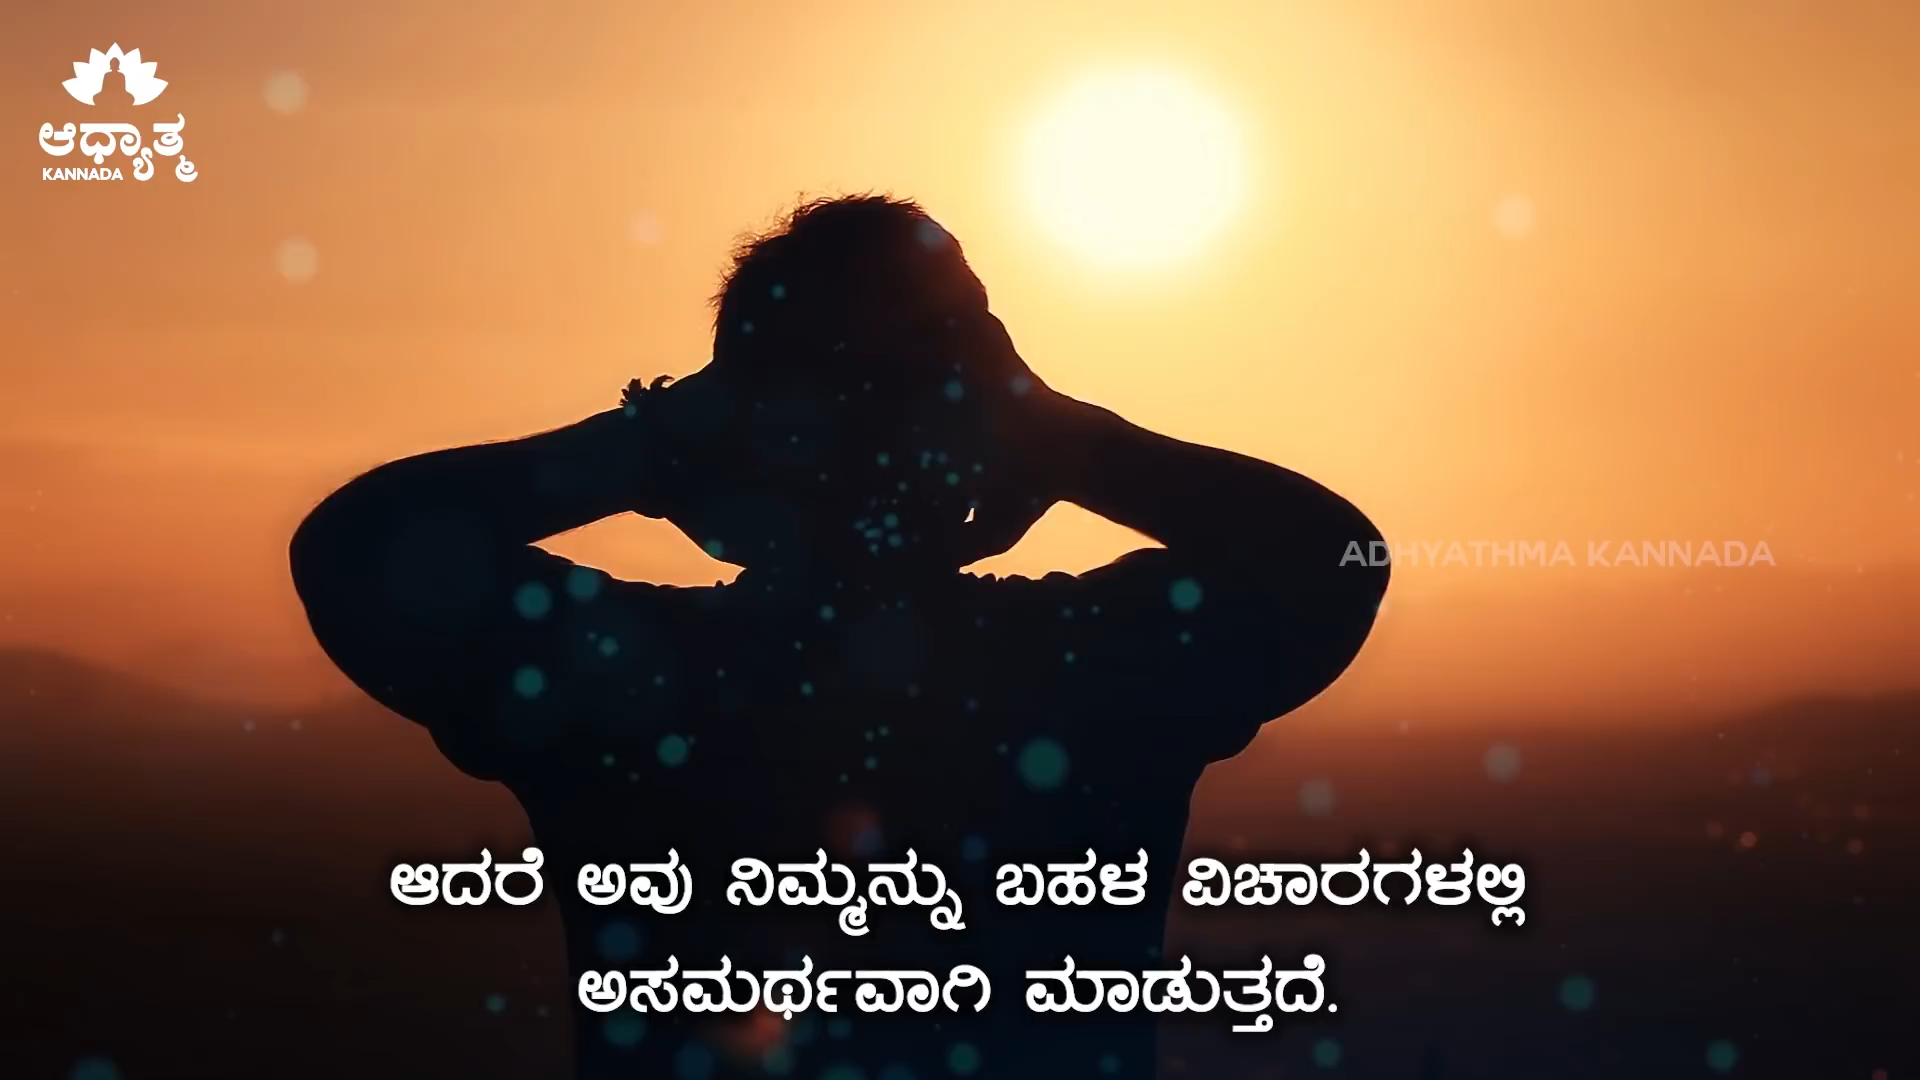 ಆಧ್ಯಾತ್ಮ
KANNADA
ADHYATHMA KANNADA
ಆದರೆ ಅವು ನಿಮ್ಮನ್ನು ಬಹಳ ವಿಚಾರಗಳಲ್ಲಿ
ಅಸಮರ್ಥವಾಗಿ ಮಾಡುತ್ತದೆ.